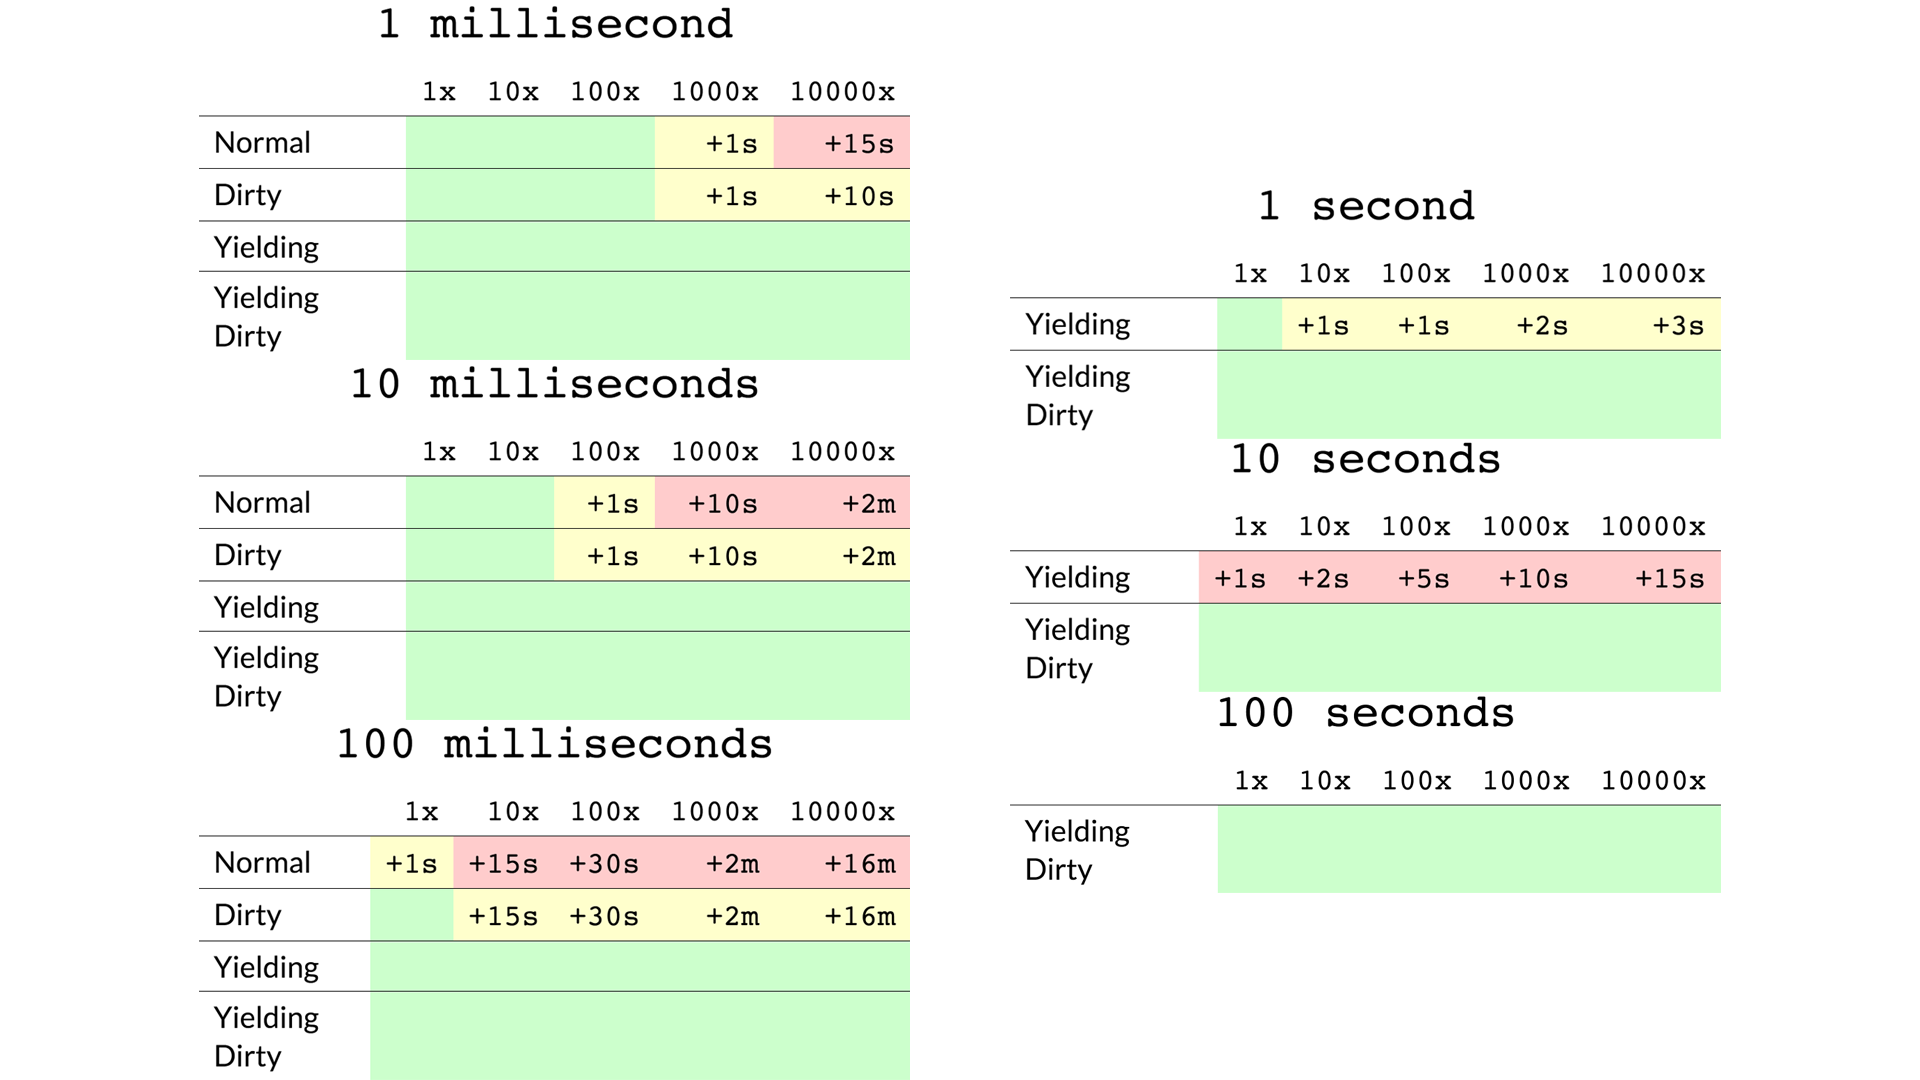 1 millisecond
1x 10x 100x 1000x 10000x
Normal +1s +15s
Dirty +1s +10s
Yielding
Yielding
Dirty
10 milliseconds
1x 10x 100x 1000x 10000x
Normal +1s +10s +2m
Dirty +1s +10s +2m
Yielding
Yielding
Dirty
100 milliseconds
1x 10x 100x 1000x 10000x
Normal +1s +15s +30s +2m +16m
Dirty +15s +30s +2m +16m
Yielding
Yielding
Dirty
1 second
1x 10x 100x 1000x 10000x
Yielding +1s +1s +2s +3s
Yielding
Dirty
10 seconds
1x 10x 100x 1000x 10000x
Yielding +1s +2s +5s +10s +15s
Yielding
Dirty
100 seconds
1x 10x 100x 1000x 10000x
Yielding
Dirty